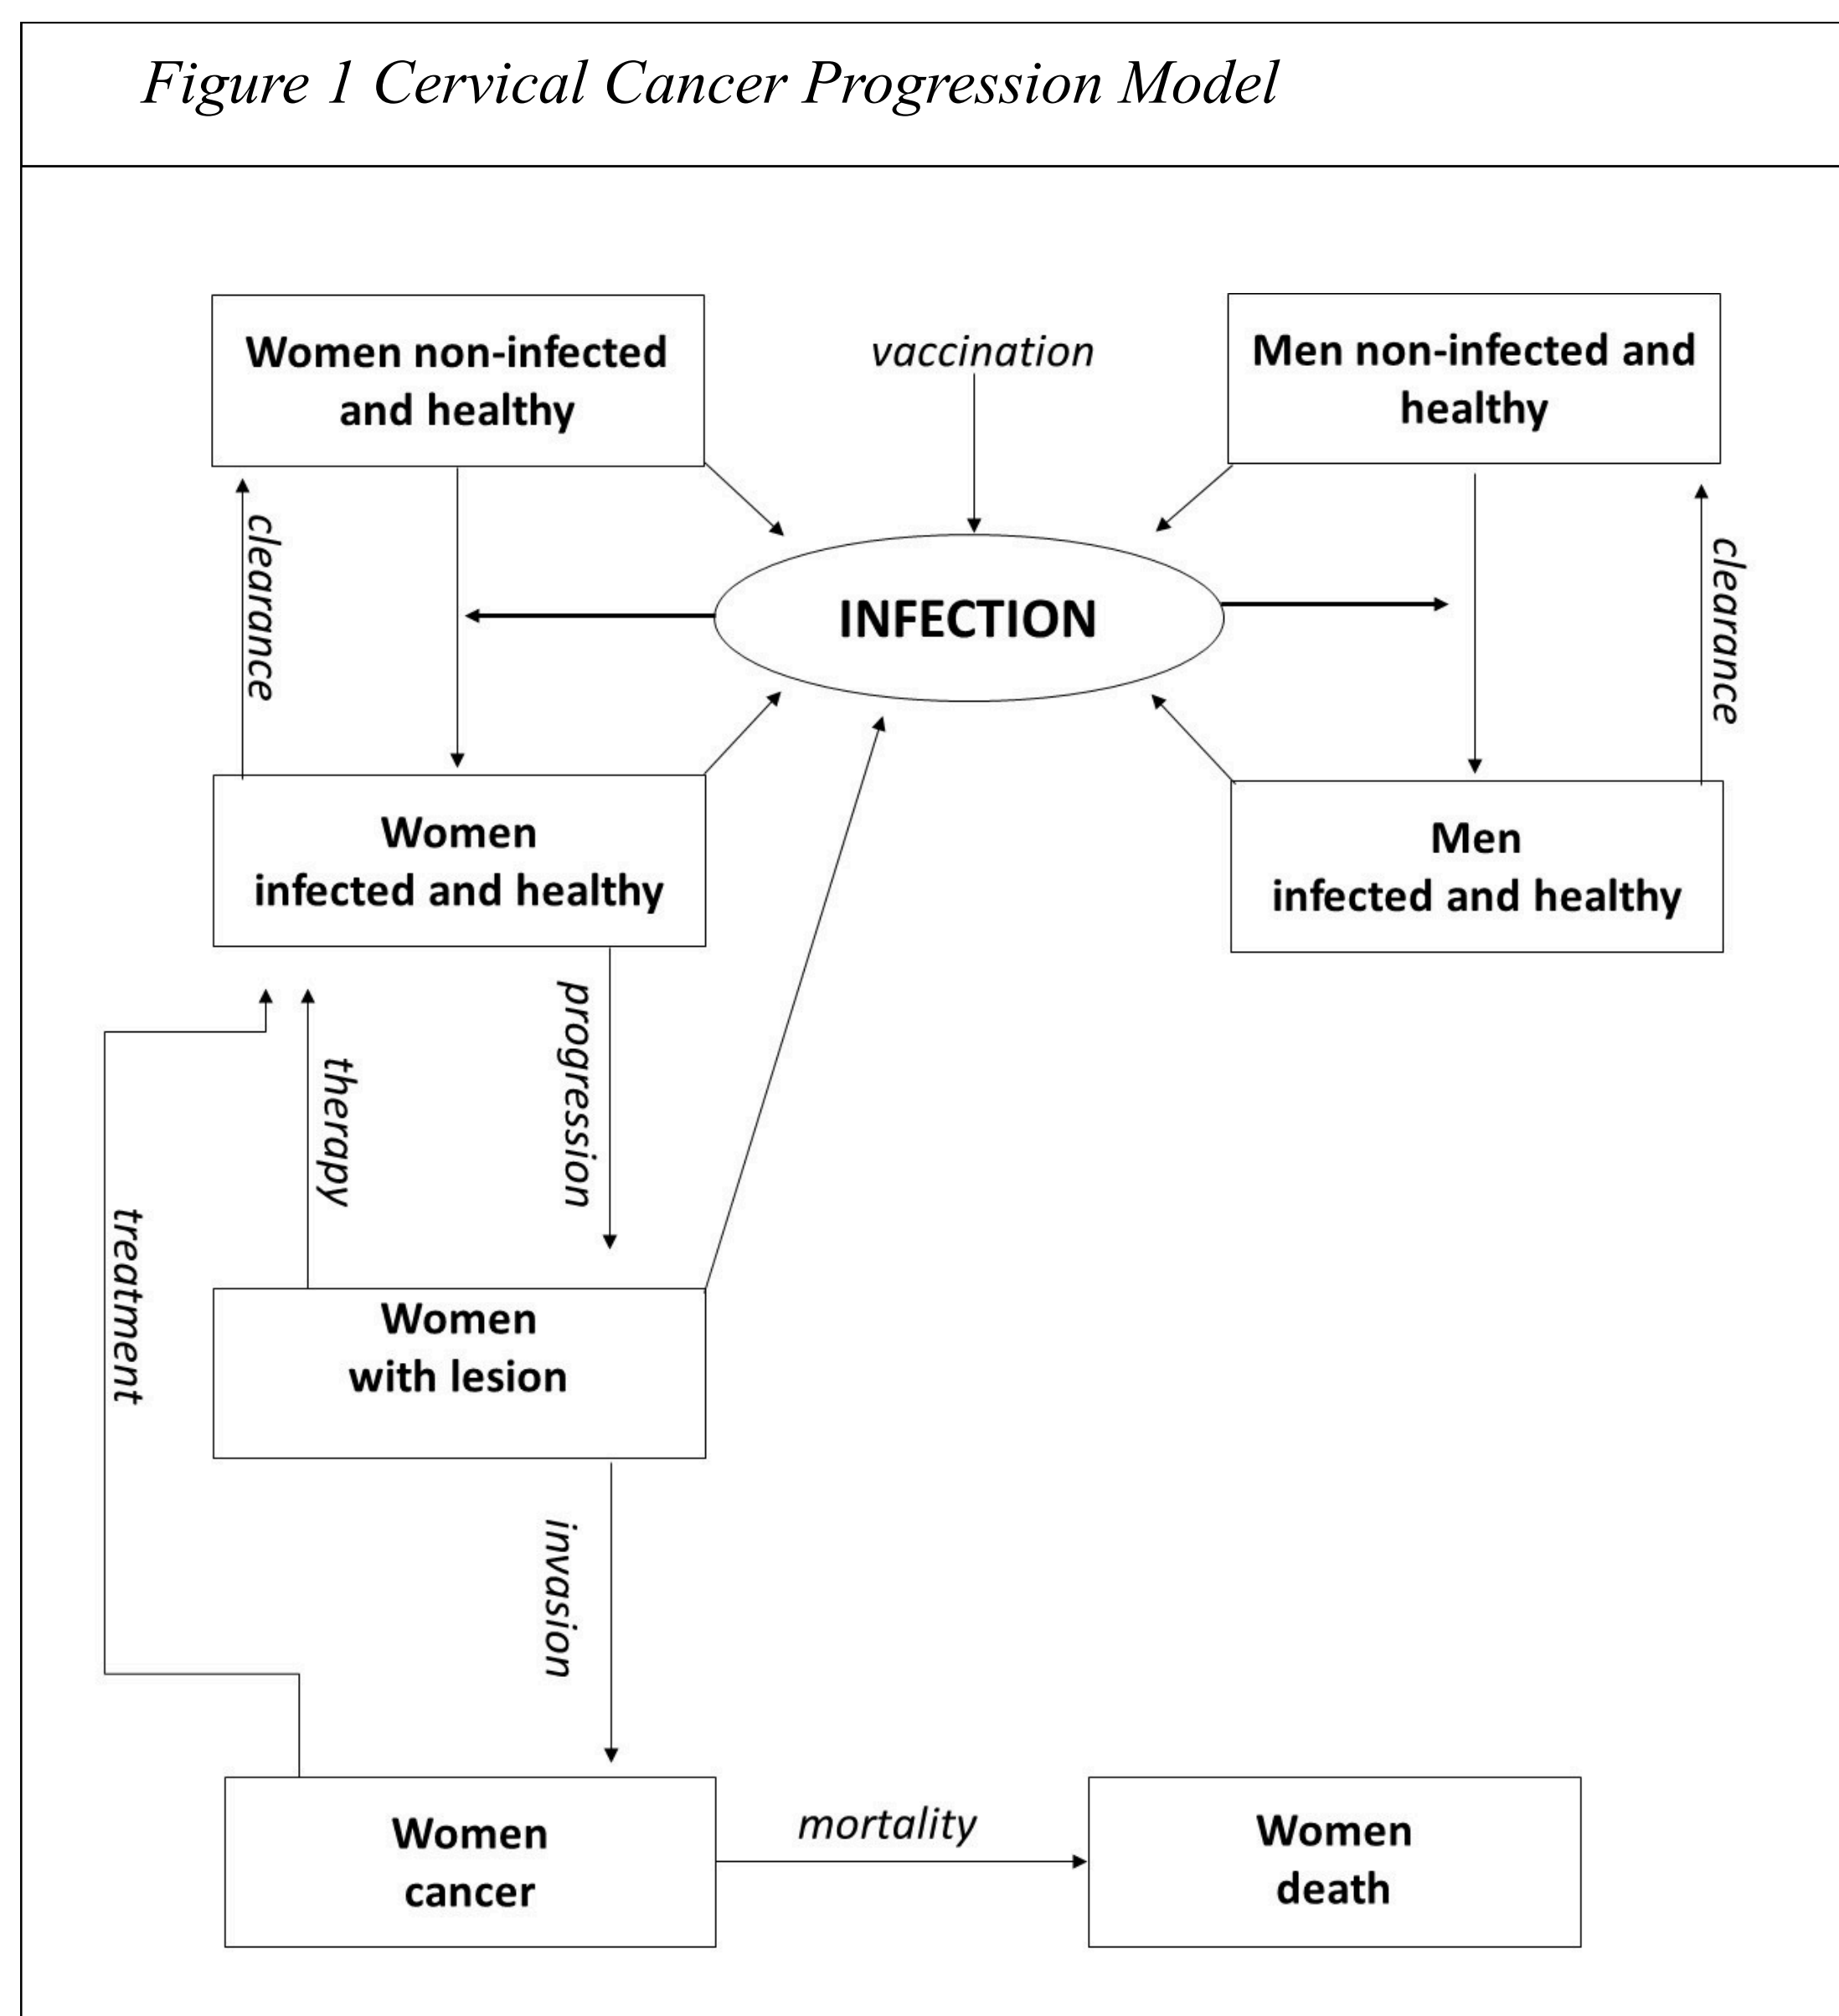 Figure 1 Cervical Cancer Progression Model
Women non-infected
and healthy
vaccination
Men non-infected and
healthy
clearance
INFECTION
clearance
Women
infected and healthy
Men
infected and healthy
progression
therapy
treatment
Women
with lesion
invasion
Women
cancer
mortality
Women
death